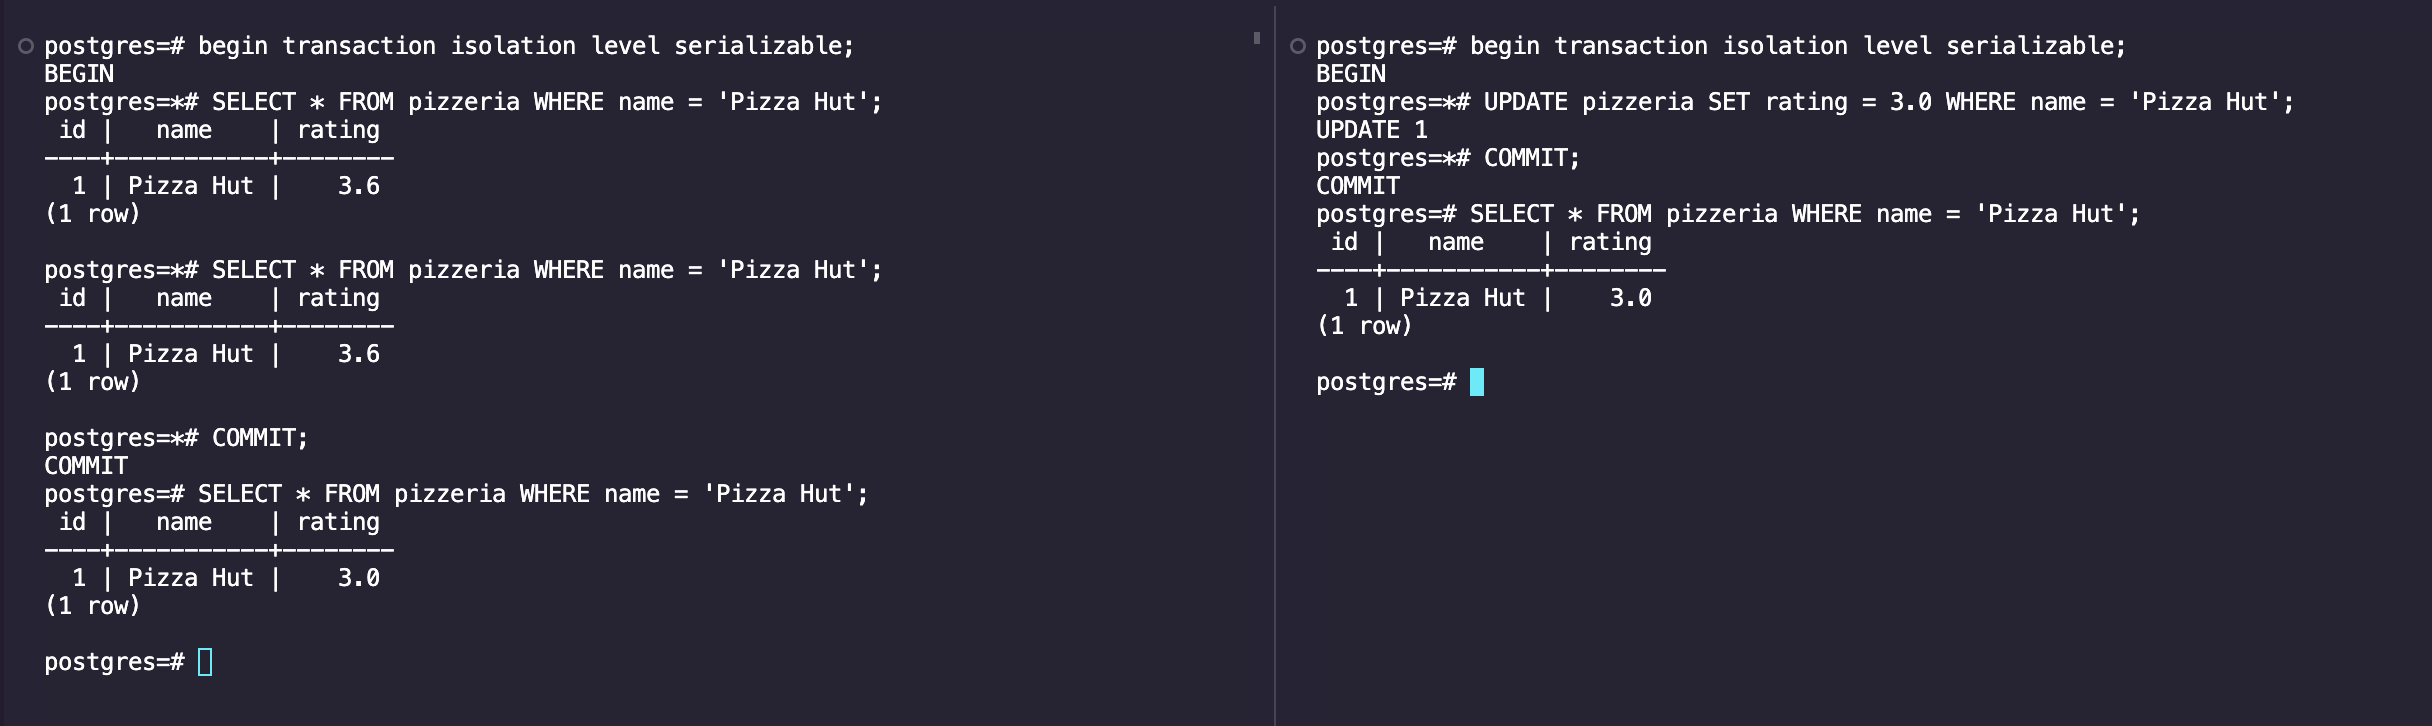 postgres=# begin transaction isolation level serializable;
BEGIN
postgres=*# SELECT * FROM pizzeria WHERE name = 'Pizza Hut';
 id |   name    | rating
----+-----------+--------
  1 | Pizza Hut |    3.6
(1 row)

postgres=*# SELECT * FROM pizzeria WHERE name = 'Pizza Hut';
 id |   name    | rating
----+-----------+--------
  1 | Pizza Hut |    3.6
(1 row)

postgres=*# COMMIT;
COMMIT
postgres=# SELECT * FROM pizzeria WHERE name = 'Pizza Hut';
 id |   name    | rating
----+-----------+--------
  1 | Pizza Hut |    3.0
(1 row)

postgres=#
postgres=# begin transaction isolation level serializable;
BEGIN
postgres=*# UPDATE pizzeria SET rating = 3.0 WHERE name = 'Pizza Hut';
UPDATE 1
postgres=*# COMMIT;
COMMIT
postgres=# SELECT * FROM pizzeria WHERE name = 'Pizza Hut';
 id |   name    | rating
----+-----------+--------
  1 | Pizza Hut |    3.0
(1 row)

postgres=#